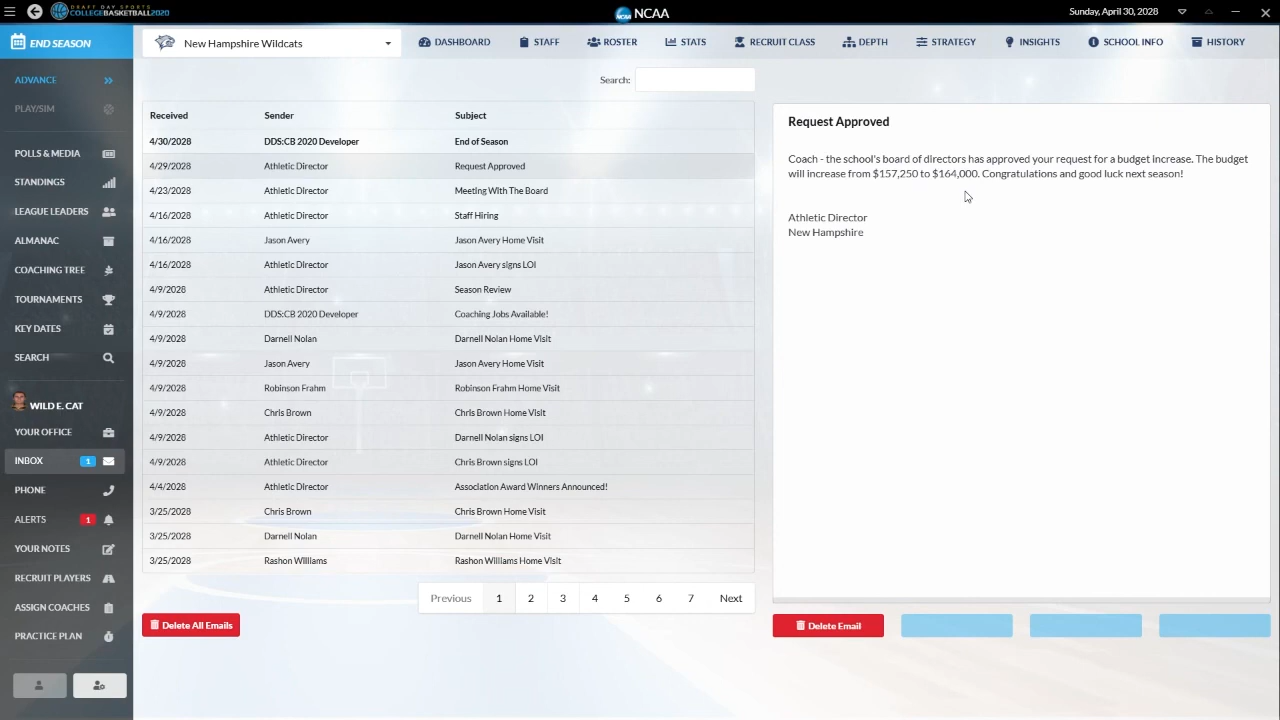 DRAFT DAY SPORTS
COLLEGEBASKETBALL2020
NCAA
NCAA
Sunday, April 30, 2028
END SEASON
New Hampshire Wildcats
DASHBOARD
STAFF
ROSTER
STATS
RECRUIT CLASS
DEPTH
STRATEGY
INSIGHTS
SCHOOL INFO
HISTORY
ADVANCE
PLAY/SIM
POLLS & MEDIA
STANDINGS
LEAGUE LEADERS
ALMANAC
COACHING TREE
TOURNAMENTS
KEY DATES
SEARCH
WILD E. CAT
YOUR OFFICE
INBOX 1
PHONE
ALERTS 1
YOUR NOTES
RECRUIT PLAYERS
ASSIGN COACHES
PRACTICE PLAN
Search:
Received Sender Subject
4/30/2028 DDS:CB 2020 Developer End of Season
4/29/2028 Athletic Director Request Approved
4/23/2028 Athletic Director Meeting With The Board
4/16/2028 Athletic Director Staff Hiring
4/16/2028 Jason Avery Jason Avery Home Visit
4/16/2028 Athletic Director Jason Avery signs LOI
4/9/2028 Athletic Director Season Review
4/9/2028 DDS:CB 2020 Developer Coaching Jobs Available!
4/9/2028 Darnell Nolan Darnell Nolan Home Visit
4/9/2028 Jason Avery Jason Avery Home Visit
4/9/2028 Robinson Frahm Robinson Frahm Home Visit
4/9/2028 Chris Brown Chris Brown Home Visit
4/9/2028 Athletic Director Darnell Nolan signs LOI
4/9/2028 Athletic Director Chris Brown signs LOI
4/4/2028 Athletic Director Association Award Winners Announced!
3/25/2028 Chris Brown Chris Brown Home Visit
3/25/2028 Darnell Nolan Darnell Nolan Home Visit
3/25/2028 Rashon Williams Rashon Williams Home Visit
Previous 1 2 3 4 5 6 7 Next
Delete All Emails
Request Approved
Coach - the school's board of directors has approved your request for a budget increase. The budget
will increase from $157,250 to $164,000. Congratulations and good luck next season!
Athletic Director
New Hampshire
Delete Email